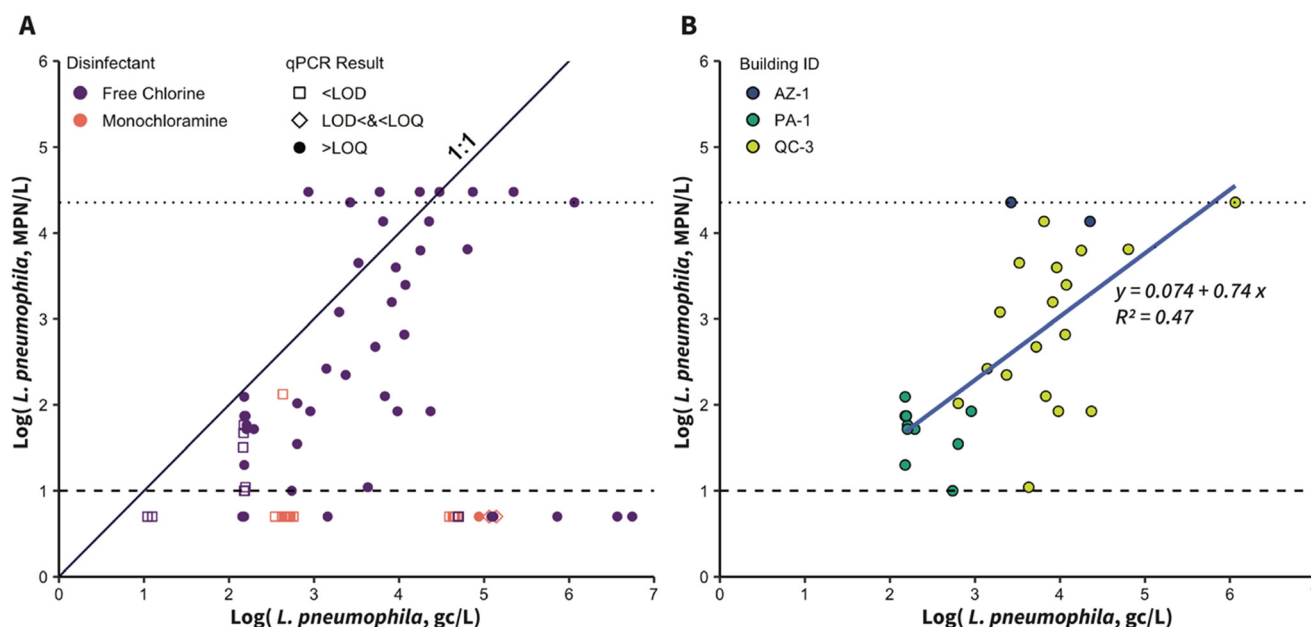 A
Disinfectant
Free Chlorine
Monochloramine
qPCR Result
<LOD
LOD<&<LOQ
>LOQ
1:1
6
5
4
3
2
1
0
Log( L. pneumophila, MPN/L)
0 1 2 3 4 5 6 7
Log( L. pneumophila, gc/L)
B
Building ID
AZ-1
PA-1
QC-3
y = 0.074 + 0.74 x
R² = 0.47
6
5
4
3
2
1
0
Log( L. pneumophila, MPN/L)
0 1 2 3 4 5 6
Log( L. pneumophila, gc/L)